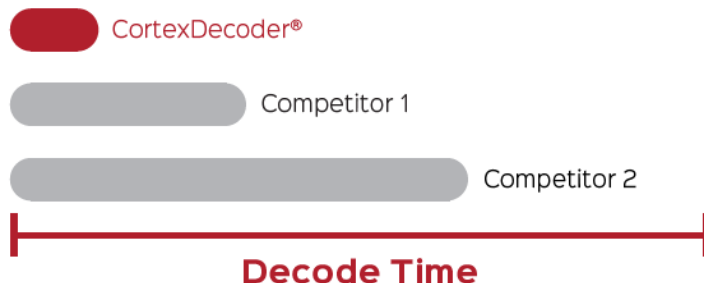 CortexDecoder®
Competitor 1
Competitor 2
Decode Time